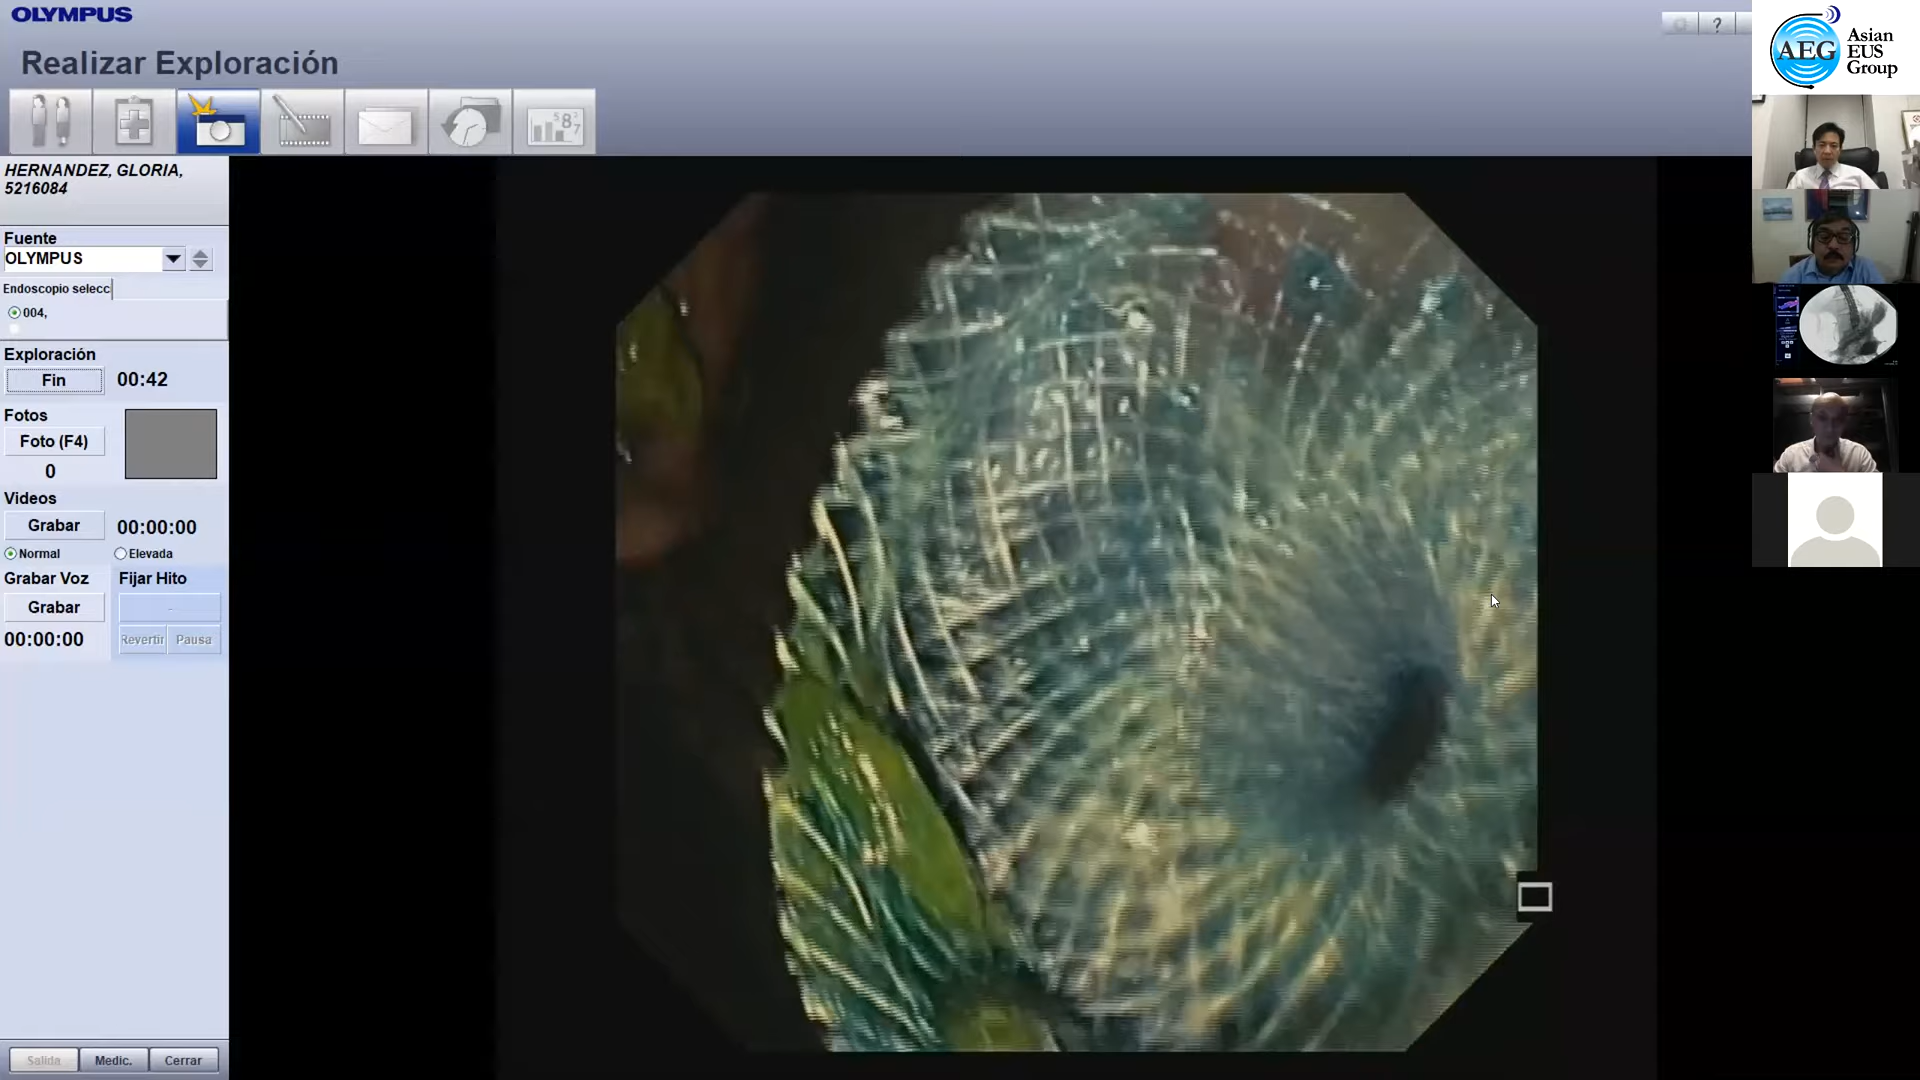 OLYMPUS
?
Realizar Exploración
AEG
Asian
EUS
Group
HERNANDEZ, GLORIA,
5216084
Fuente
OLYMPUS
Endoscopio selecc
004,
Exploración
Fin 00:42
Fotos
Foto (F4)
0
Videos
Grabar 00:00:00
Normal Elevada
Grabar Voz Fijar Hito
Grabar
00:00:00 Revertir Pausa
Salida Medic. Cerrar